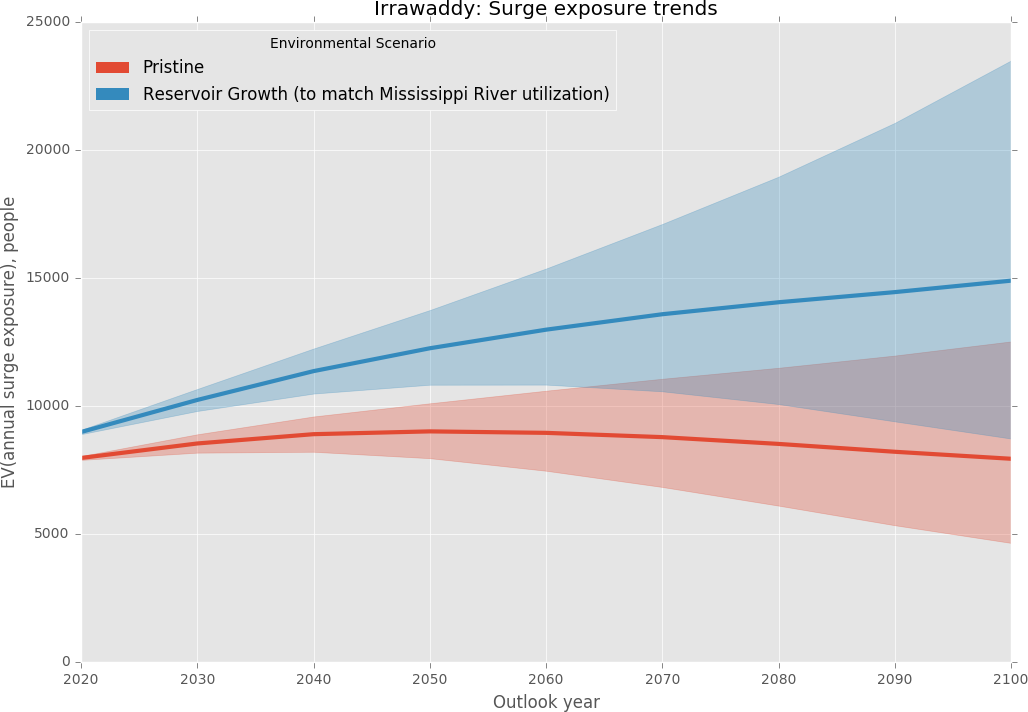 Irrawaddy: Surge exposure trends
Environmental Scenario
Pristine
Reservoir Growth (to match Mississippi River utilization)
EV(annual surge exposure), people
25000
20000
15000
10000
5000
0
2020 2030 2040 2050 2060 2070 2080 2090 2100
Outlook year